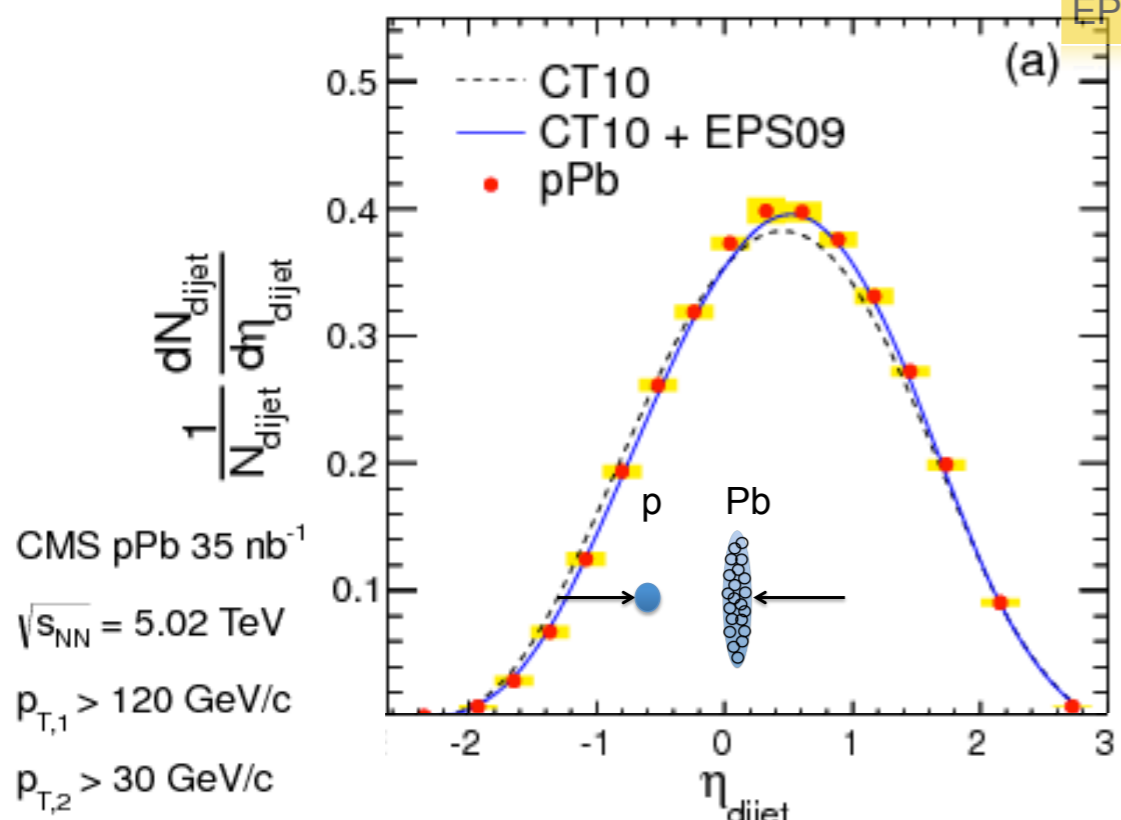 EP
(a)
0.5
0.4
0.3
0.2
0.1
CT10
CT10 + EPS09
pPb
1 dN_dijet
N_dijet dη_dijet
p Pb
CMS pPb 35 nb^-1
√s_NN = 5.02 TeV
p_T,1 > 120 GeV/c
p_T,2 > 30 GeV/c
-2 -1 0 1 2 3
η_dijet